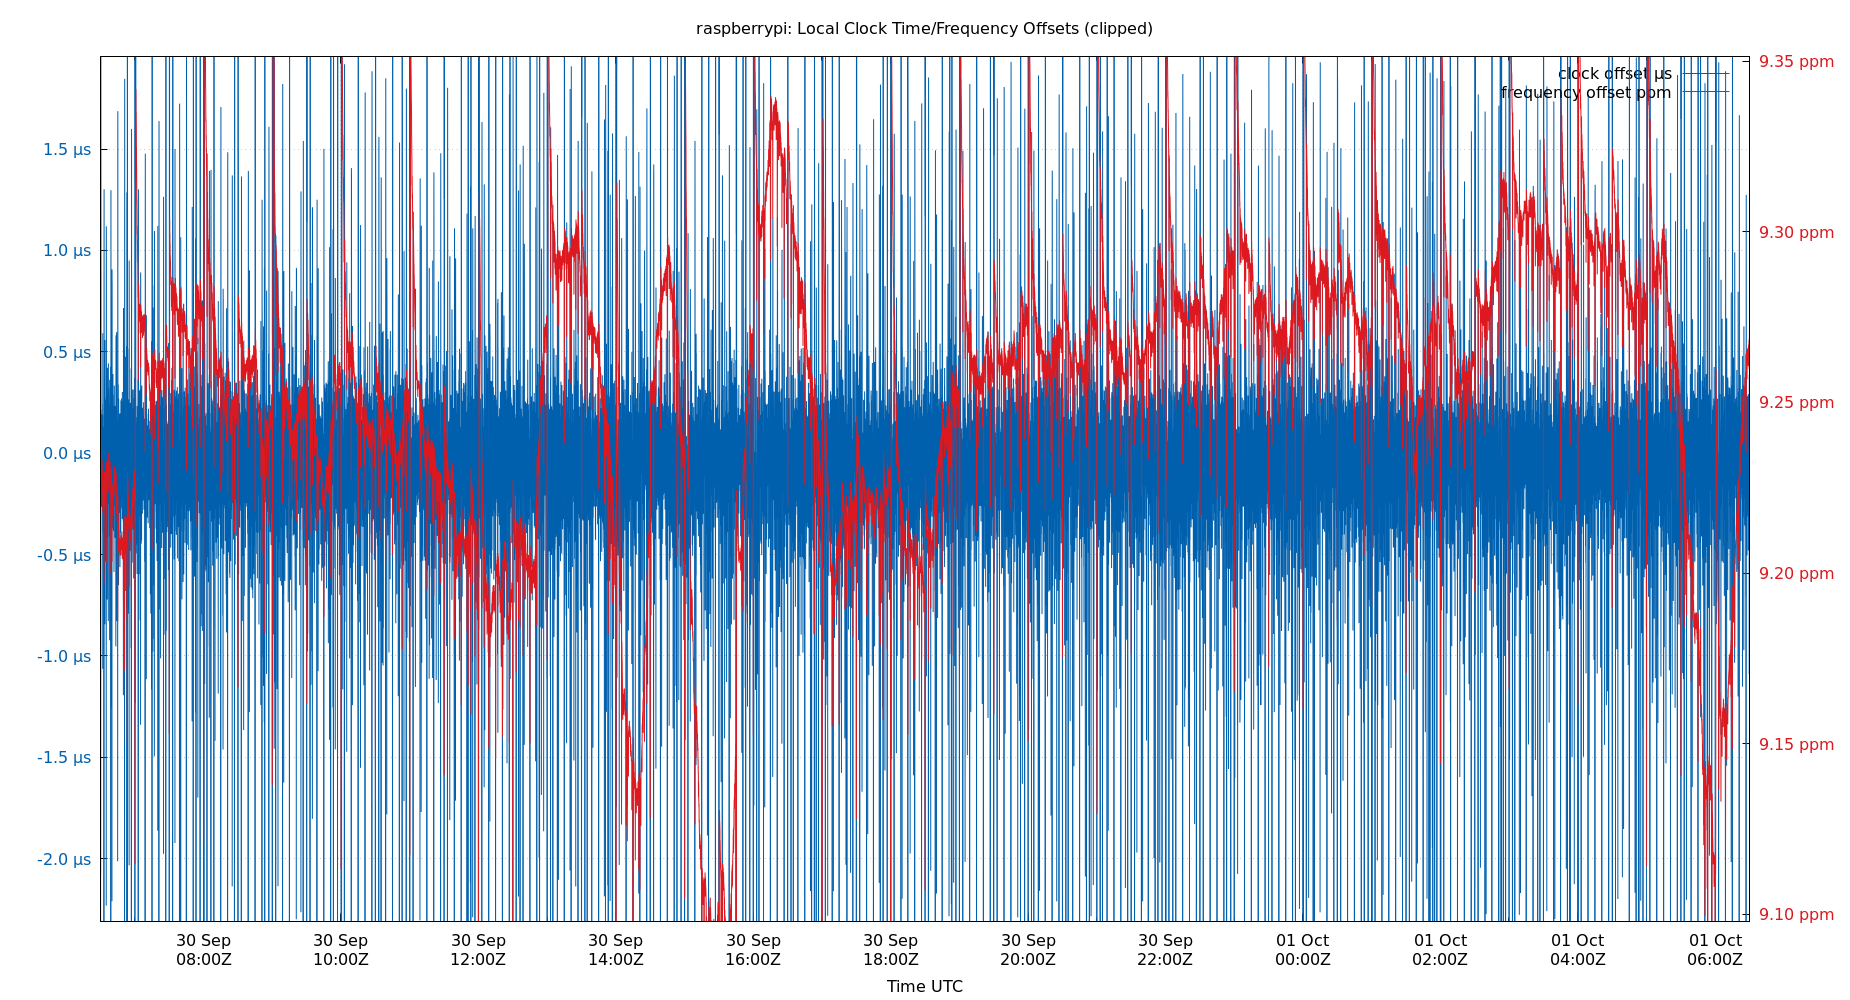 raspberrypi: Local Clock Time/Frequency Offsets (clipped)
clock offset µs
frequency offset ppm
1.5 µs
1.0 µs
0.5 µs
0.0 µs
-0.5 µs
-1.0 µs
-1.5 µs
-2.0 µs
9.35 ppm
9.30 ppm
9.25 ppm
9.20 ppm
9.15 ppm
9.10 ppm
30 Sep 30 Sep 30 Sep 30 Sep 30 Sep 30 Sep 30 Sep 30 Sep 01 Oct 01 Oct 01 Oct 01 Oct
08:00Z 10:00Z 12:00Z 14:00Z 16:00Z 18:00Z 20:00Z 22:00Z 00:00Z 02:00Z 04:00Z 06:00Z
Time UTC